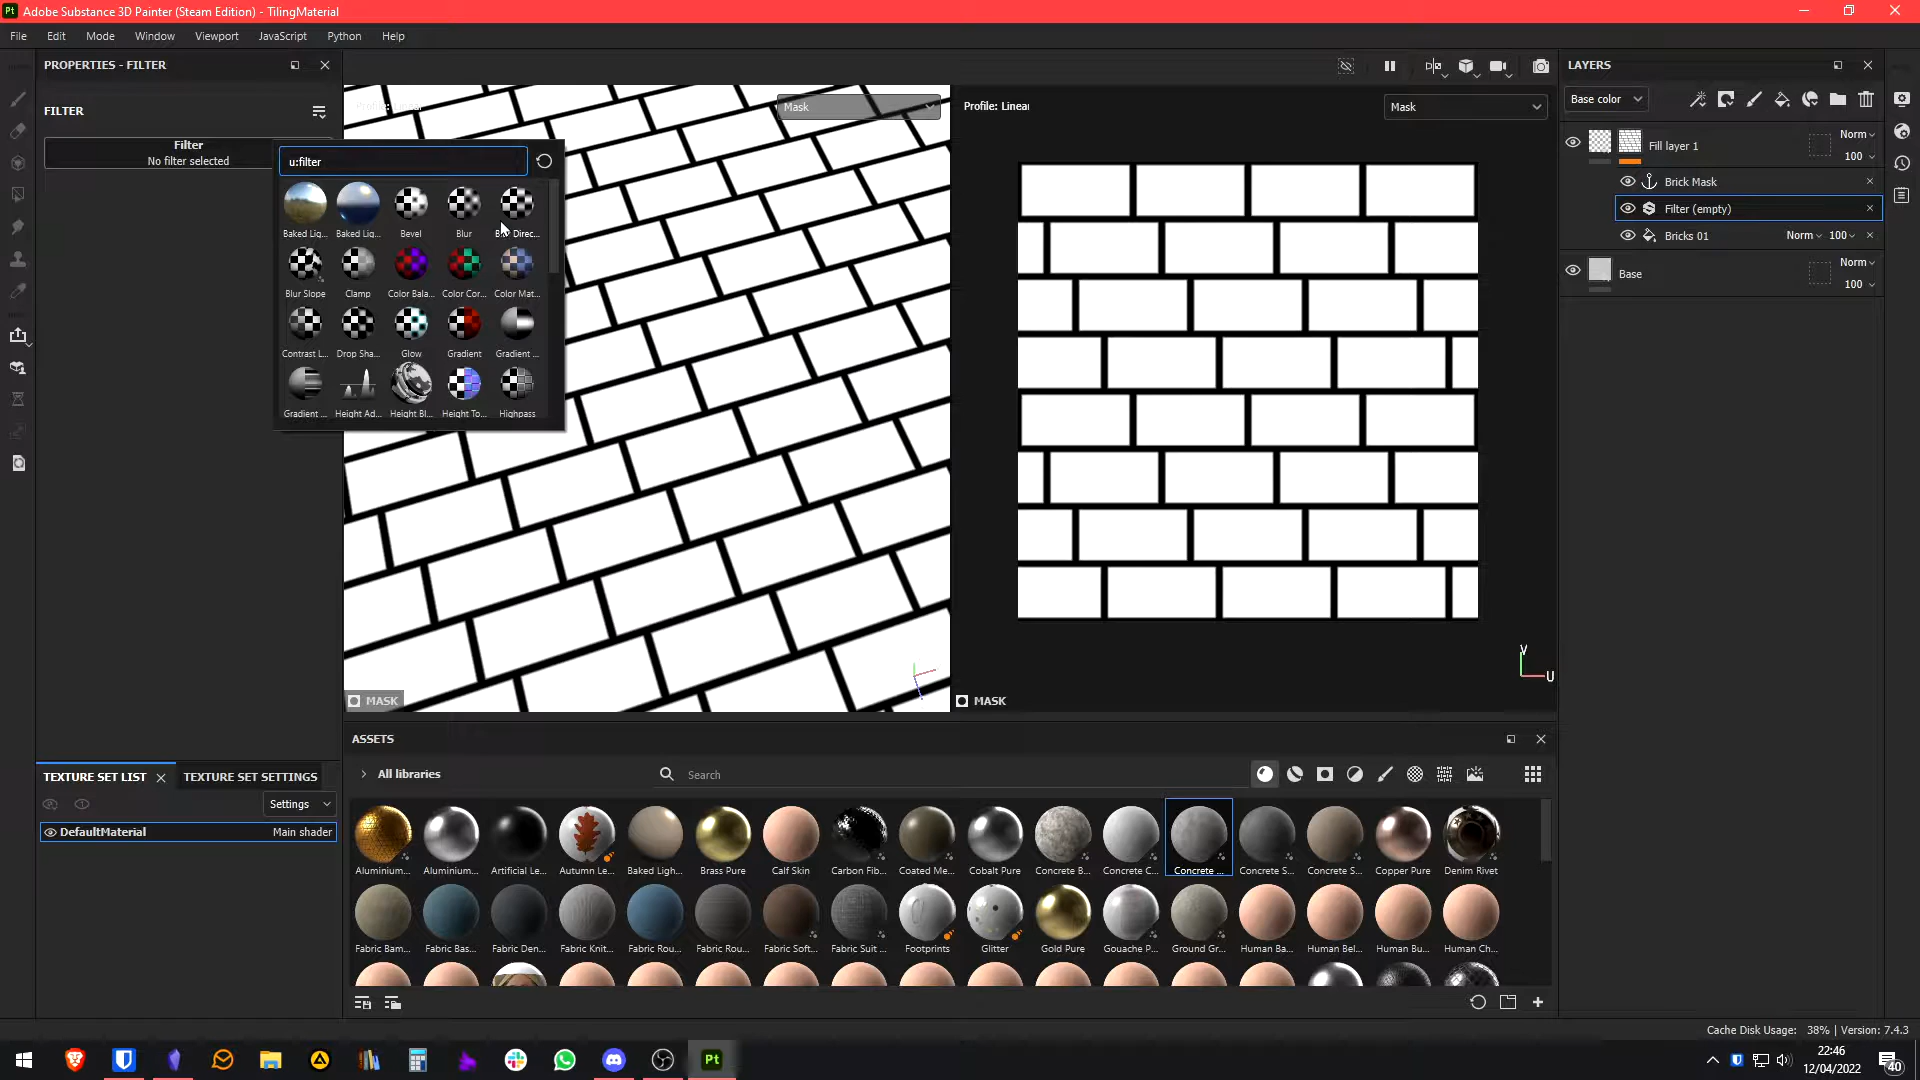 Pt Adobe Substance 3D Painter (Steam Edition) - TilingMaterial
File Edit Mode Window Viewport JavaScript Python Help
PROPERTIES - FILTER
FILTER
Filter
No filter selected
u:filter
Baked Lig... Baked Lig... Bevel Blur
Blur Slope Clamp Color Bala... Color Cor... Color Mat...
Contrast L... Drop Sha... Glow Gradient Gradient ...
Gradient ... Height Ad... Height Bl... Height To... Highpass
Mask
MASK
Profile: Linear
Mask
V
U
MASK
LAYERS
Base color
Fill layer 1
Norm
100
Brick Mask
Filter (empty)
Bricks 01 Norm 100
Base
Norm
100
TEXTURE SET LIST TEXTURE SET SETTINGS
Settings
DefaultMaterial Main shader
ASSETS
All libraries
Search
Aluminium... Aluminium... Artificial Le... Autumn Le... Baked Ligh... Brass Pure Calf Skin Carbon Fib... Coated Me... Cobalt Pure Concrete B... Concrete C... Concrete ... Concrete S... Concrete S... Copper Pure Denim Rivet
Fabric Bam... Fabric Bas... Fabric Den... Fabric Knit... Fabric Rou... Fabric Rou... Fabric Soft... Fabric Suit ... Footprints Glitter Gold Pure Gouache P... Ground Gr... Human Ba... Human Bel... Human Bu... Human Ch...
Cache Disk Usage: 38% | Version: 7.4.3
Pt
22:46
12/04/2022
40